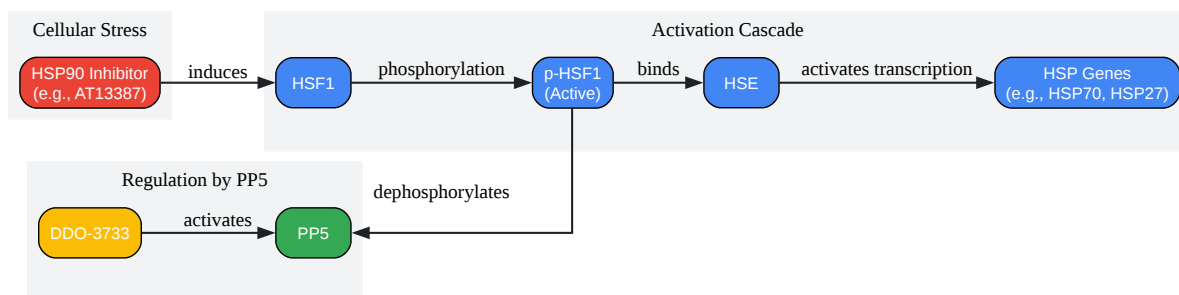 Cellular Stress
Activation Cascade
HSP90 Inhibitor
(e.g., AT13387)
induces
HSF1
phosphorylation
p-HSF1
(Active)
binds
HSE
activates transcription
HSP Genes
(e.g., HSP70, HSP27)
Regulation by PP5
dephosphorylates
DDO-3733
activates
PP5